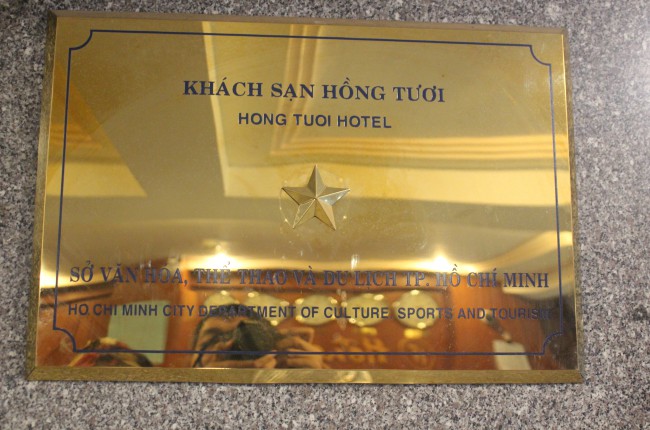 KHÁCH SẠN HỒNG TƯƠI
HONG TUOI HOTEL
SỞ VĂN HÓA, THỂ THAO VÀ DU LỊCH TP. HỒ CHÍ MINH
HO CHI MINH CITY DEPARTMENT OF CULTURE SPORTS AND TOURISM